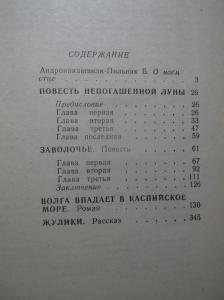 СОДЕРЖАНИЕ
Андроникашвили-Пильняк Б. О моем
отце . . . . . . . . . . 3
ПОВЕСТЬ НЕПОГАШЕННОЙ ЛУНЫ 26
Предисловие . . . . . . . 26
Глава первая . . . . . . . 26
Глава вторая . . . . . . . 33
Глава третья . . . . . . . 47
Глава последняя . . . . . . 59
ЗАВОЛОЧЬЕ. Повесть . . . . . 61
Глава первая . . . . . . . 67
Глава вторая . . . . . . . 92
Глава третья . . . . . . . 111
Заключение . . . . . . . 126
ВОЛГА ВПАДАЕТ В КАСПИЙСКОЕ
МОРЕ. Роман . . . . . . . 130
ЖУЛИКИ. Рассказ . . . . . . 345